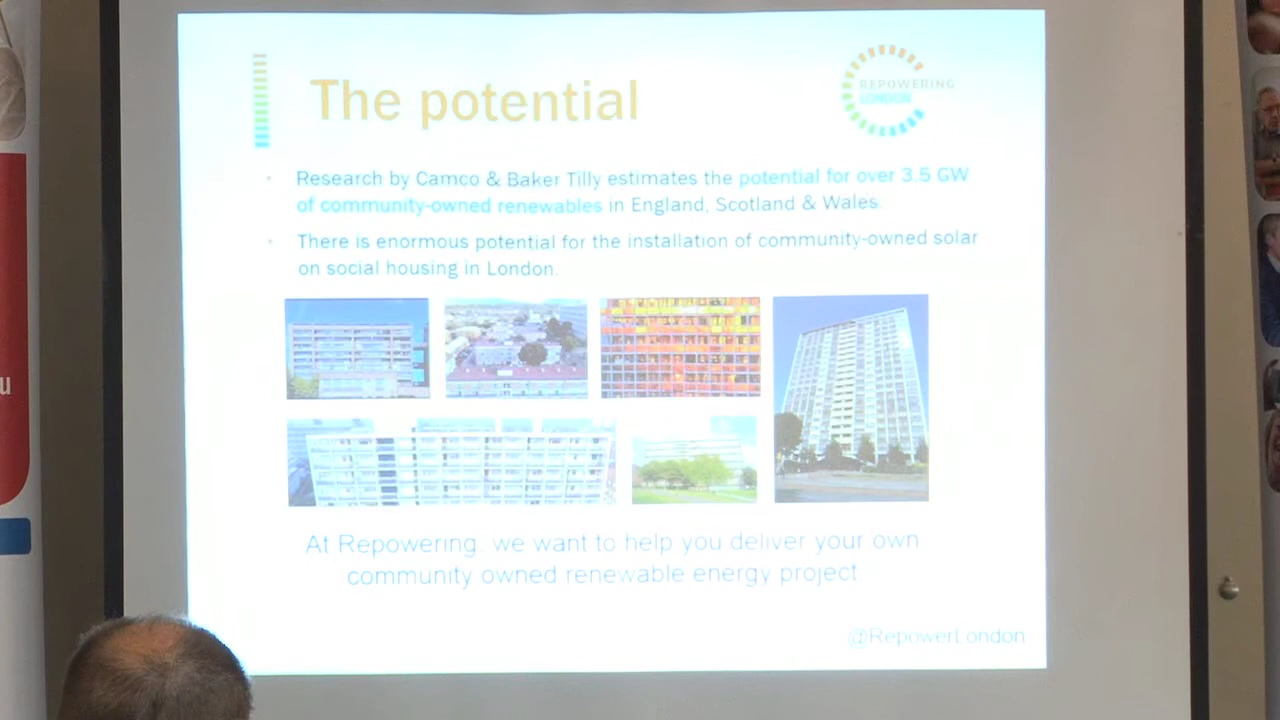 The potential
REPOWERING
LONDON
Research by Camco & Baker Tilly estimates the potential for over 3.5 GW
of community-owned renewables in England, Scotland & Wales.
There is enormous potential for the installation of community-owned solar
on social housing in London.
At Repowering, we want to help you deliver your own
community owned renewable energy project
@RepowerLondon
u